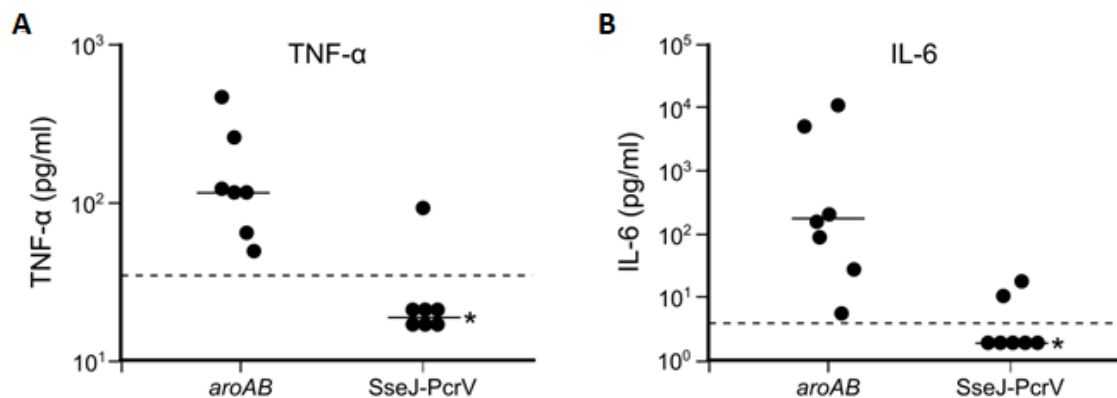 A
TNF-α
TNF-α (pg/ml)
10³
10²
10¹
aroAB
SseJ-PcrV
*
B
IL-6
IL-6 (pg/ml)
10⁵
10⁴
10³
10²
10¹
10⁰
aroAB
SseJ-PcrV
*